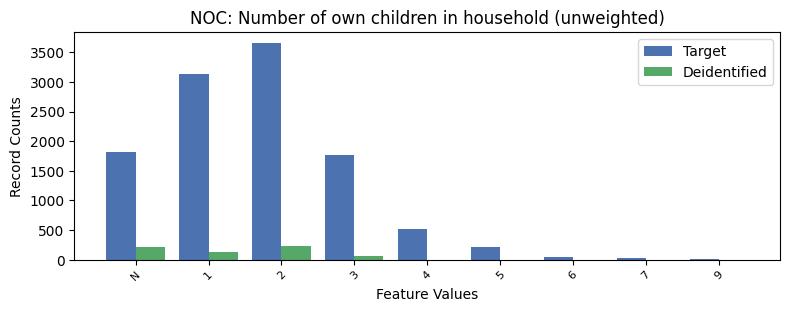 NOC: Number of own children in household (unweighted)
Target
Deidentified
Record Counts
3500
3000
2500
2000
1500
1000
500
0
N 1 2 3 4 5 6 7 9
Feature Values